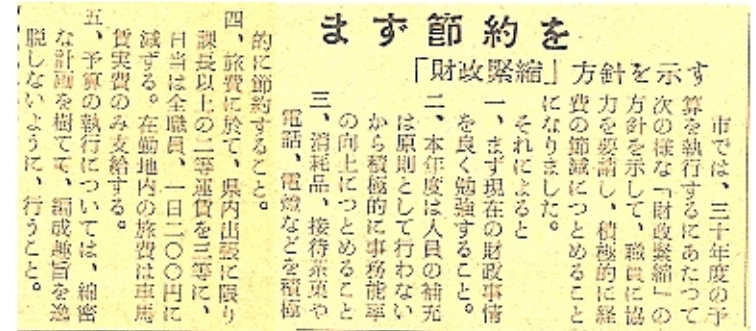 まず節約を
「財政緊縮」方針を示す
市では、三十年度の予
算を執行するにあたつて
次の様な「財政緊縮」の
方針を示して、職員に協
力を要請し、積極的に経
費の節減につとめること
になりました。
それによると
一、まず現在の財政事情
を良く勉強すること。
二、本年度は人員の補充
は原則として行わない
から積極的に事務能率
の向上につとめること
三、消耗品、接待茶菓や
電話、電燈などを積極
的に節約すること。
四、旅費に於て、県内出張に限り
課長以上の二等運賃を三等に、
日当は全職員、一日二〇〇円に
減ずる。在勤地内の旅費は車馬
賃実費のみ支給する。
五、予算の執行については、綿密
な計画を樹てて、編成趣旨を逸
脱しないように、行うこと。